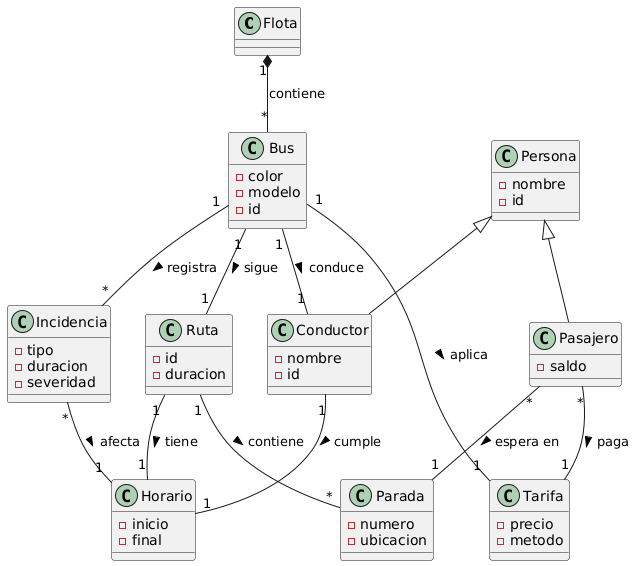 C Flota
1
contiene
*
C Bus
color
modelo
id
C Persona
nombre
id
1
1
1
1
registra
sigue
conduce
*
1
1
C Incidencia
tipo
duracion
severidad
C Ruta
id
duracion
C Conductor
nombre
id
aplica
C Pasajero
saldo
*
1
1
1
*
*
afecta
tiene
contiene
cumple
espera en
paga
1
1
1
*
1
1
1
C Horario
inicio
final
C Parada
numero
ubicacion
C Tarifa
precio
metodo